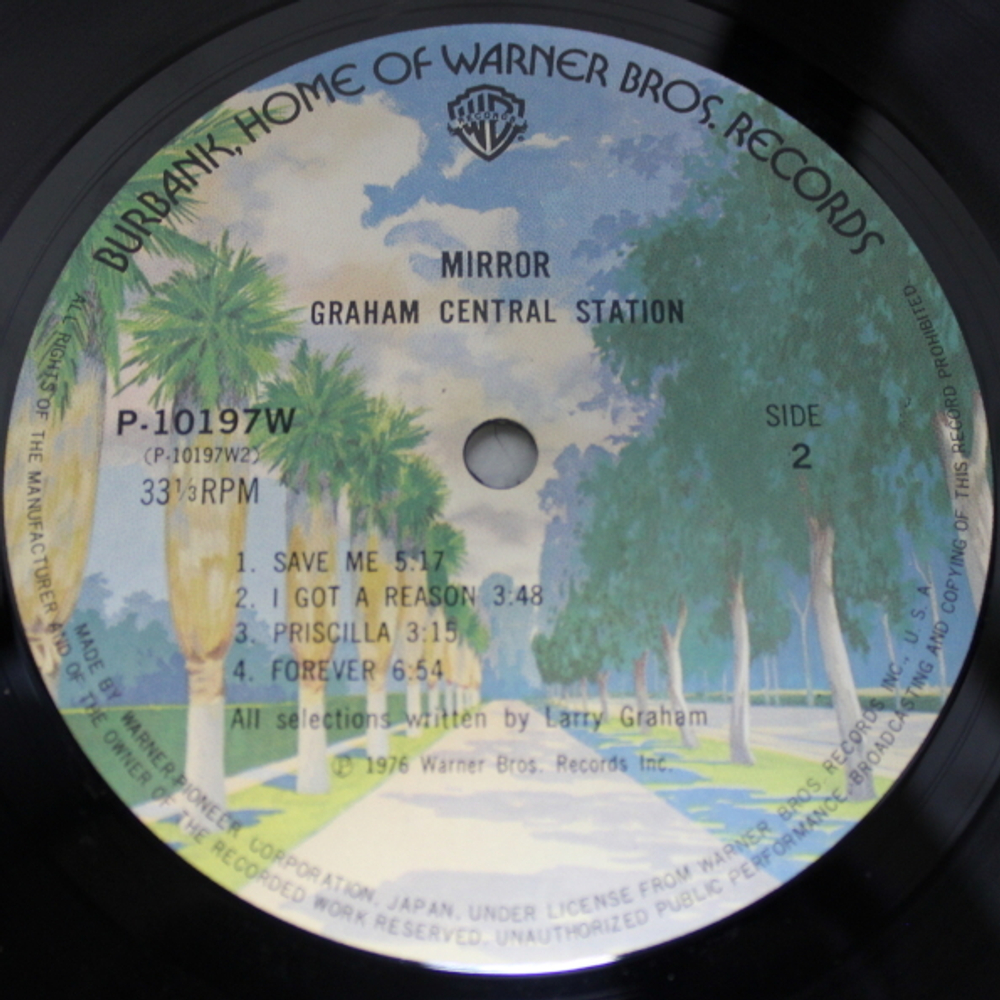 BURBANK, HOME OF WARNER BROS. RECORDS
RECORDS
MIRROR
GRAHAM CENTRAL STATION
P-10197W
(P-10197W2)
33⅓RPM
SIDE
2
1. SAVE ME 5:17
2. I GOT A REASON 3:48
3. PRISCILLA 3:15
4. FOREVER 6:54
All selections written by Larry Graham
Ⓟ 1976 Warner Bros. Records Inc.
MADE BY WARNER-PIONEER CORPORATION, JAPAN, UNDER LICENSE FROM WARNER BROS. RECORDS INC., U. S. A.
ALL RIGHTS OF THE MANUFACTURER AND OF THE OWNER OF THE RECORDED WORK RESERVED. UNAUTHORIZED PUBLIC PERFORMANCE, BROADCASTING AND COPYING OF THIS RECORD PROHIBITED